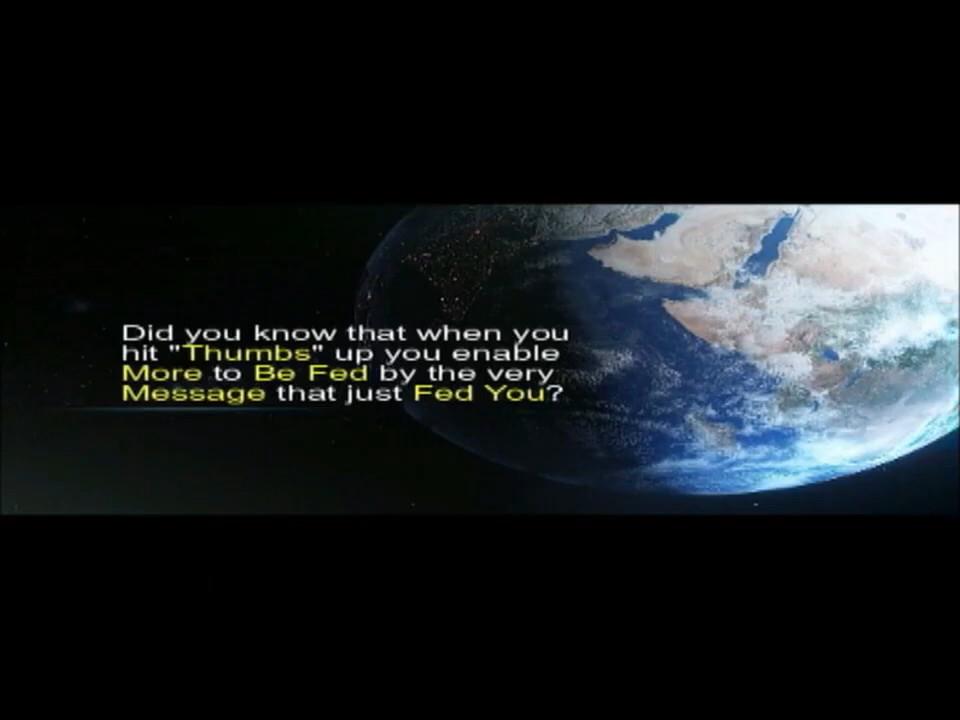 Did you know that when you
hit "Thumbs" up you enable
More to Be Fed by the very
Message that just Fed You?